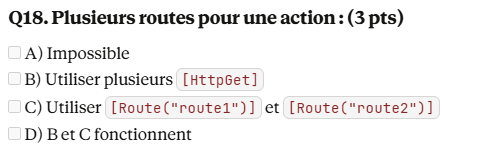 Q18. Plusieurs routes pour une action : (3 pts)
A) Impossible
B) Utiliser plusieurs [HttpGet]
C) Utiliser [Route("route1")] et [Route("route2")]
D) B et C fonctionnent